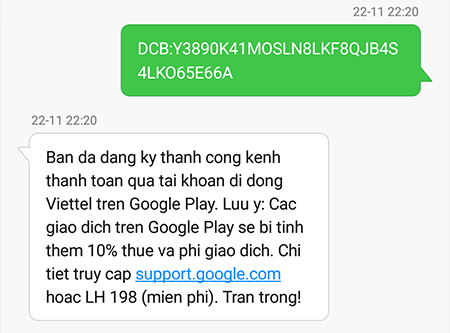 22-11 22:20
DCB:Y3890K41MOSLN8LKF8QJB4S
4LKO65E66A
22-11 22:20
Ban da dang ky thanh cong kenh
thanh toan qua tai khoan di dong
Viettel tren Google Play. Luu y: Cac
giao dich tren Google Play se bi tinh
them 10% thue va phi giao dich. Chi
tiet truy cap support.google.com
hoac LH 198 (mien phi). Tran trong!